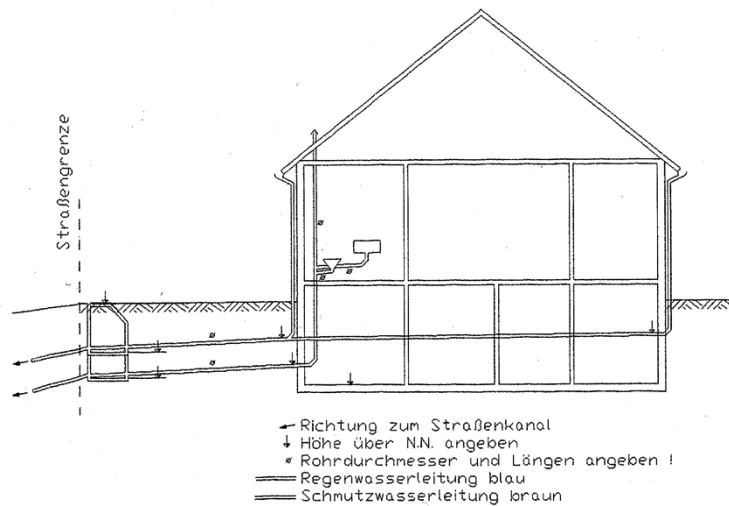 Straßengrenze
Richtung zum Straßenkanal
Höhe über N.N. angeben
Rohrdurchmesser und Längen angeben !
Regenwasserleitung blau
Schmutzwasserleitung braun